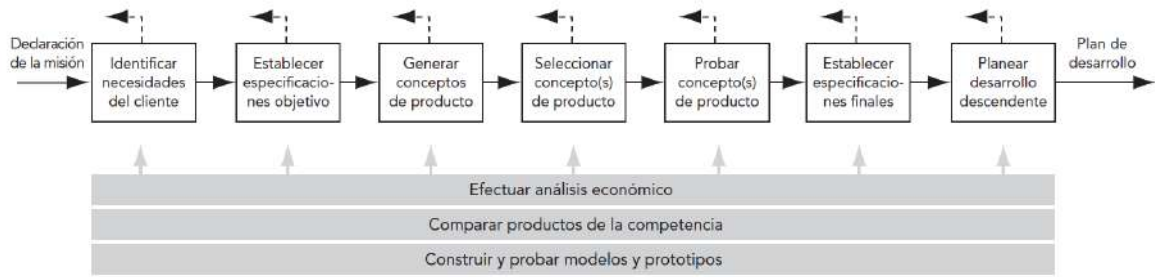 Declaración
de la misión
Identificar
necesidades
del cliente
Establecer
especificacio-
nes objetivo
Generar
conceptos
de producto
Seleccionar
concepto(s)
de producto
Probar
concepto(s)
de producto
Establecer
especificacio-
nes finales
Planear
desarrollo
descendente
Plan de
desarrollo
Efectuar análisis económico
Comparar productos de la competencia
Construir y probar modelos y prototipos